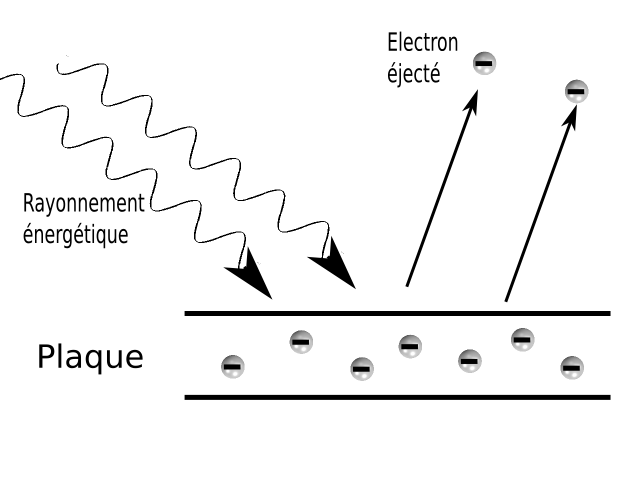 Electron
éjecté
Rayonnement
énergétique
Plaque